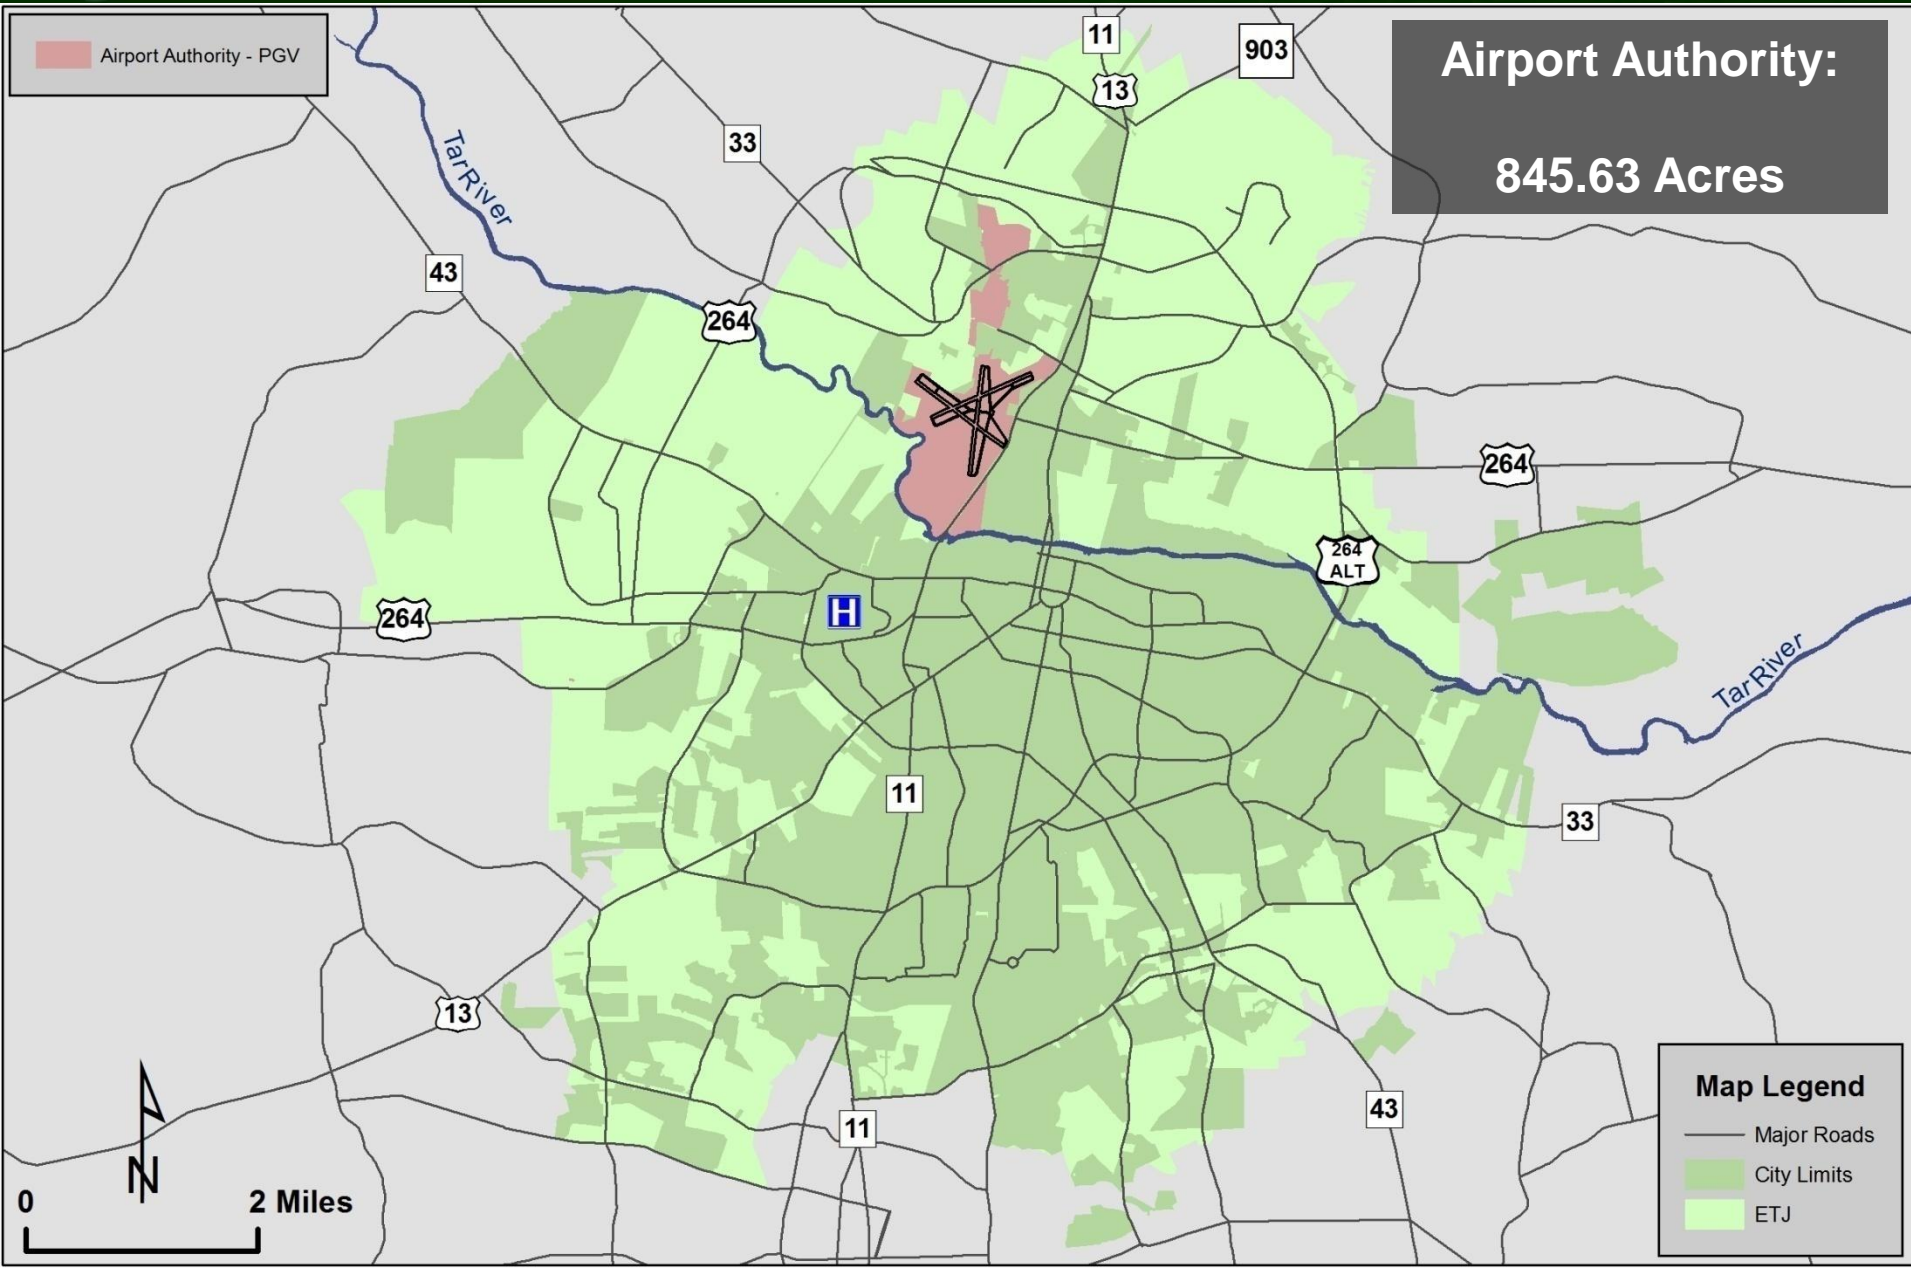 Airport Authority - PGV
11
903
Airport Authority:
13
845.63 Acres
33
TarRiver
43
264
264
264
ALT
264
H
TarRiver
11
33
13
Map Legend
43
Major Roads
11
City Limits
N
0
2 Miles
ETJ